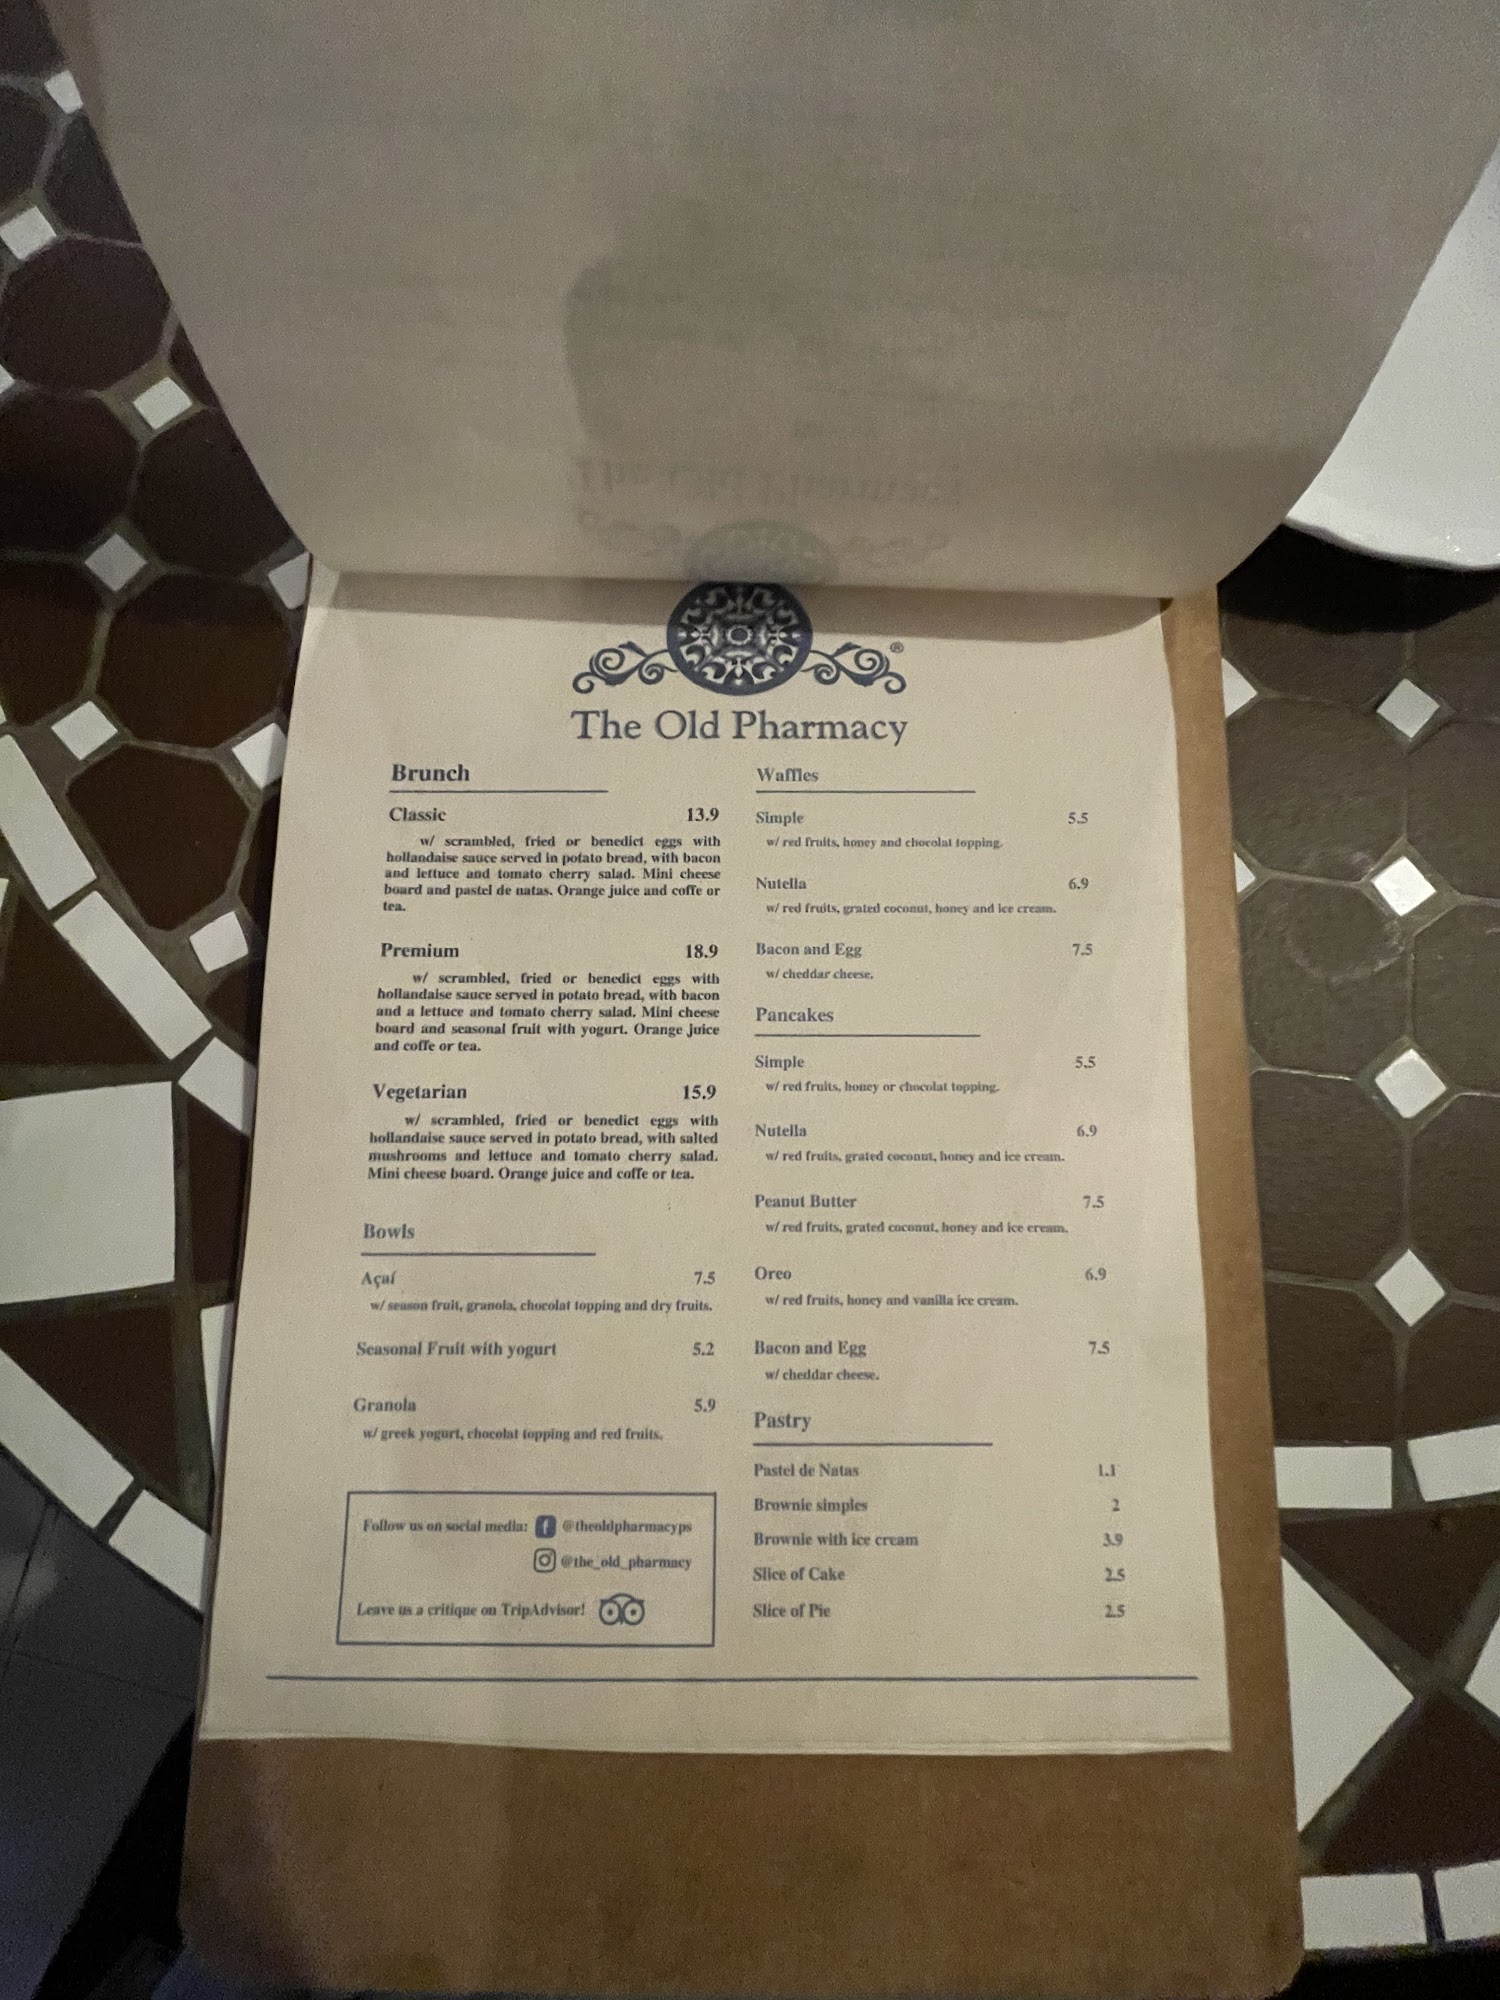 ®
The Old Pharmacy
Brunch
Classic 13.9
w/ scrambled, fried or benedict eggs with
hollandaise sauce served in potato bread, with bacon
and lettuce and tomato cherry salad. Mini cheese
board and pastel de natas. Orange juice and coffe or
tea.
Premium 18.9
w/ scrambled, fried or benedict eggs with
hollandaise sauce served in potato bread, with bacon
and a lettuce and tomato cherry salad. Mini cheese
board and seasonal fruit with yogurt. Orange juice
and coffe or tea.
Vegetarian 15.9
w/ scrambled, fried or benedict eggs with
hollandaise sauce served in potato bread, with salted
mushrooms and lettuce and tomato cherry salad.
Mini cheese board. Orange juice and coffe or tea.
Bowls
Açaí 7.5
w/ season fruit, granola, chocolat topping and dry fruits.
Seasonal Fruit with yogurt 5.2
Granola 5.9
w/ greek yogurt, chocolat topping and red fruits.
Follow us on social media: @theoldpharmacyps
@the_old_pharmacy
Leave us a critique on TripAdvisor!
Waffles
Simple 5.5
w/ red fruits, honey and chocolat topping.
Nutella 6.9
w/ red fruits, grated coconut, honey and ice cream.
Bacon and Egg 7.5
w/ cheddar cheese.
Pancakes
Simple 5.5
w/ red fruits, honey or chocolat topping.
Nutella 6.9
w/ red fruits, grated coconut, honey and ice cream.
Peanut Butter 7.5
w/ red fruits, grated coconut, honey and ice cream.
Oreo 6.9
w/ red fruits, honey and vanilla ice cream.
Bacon and Egg 7.5
w/ cheddar cheese.
Pastry
Pastel de Natas 1.1
Brownie simples 2
Brownie with ice cream 3.9
Slice of Cake 2.5
Slice of Pie 2.5